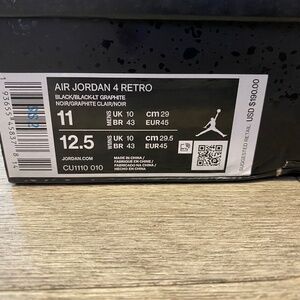 AIR JORDAN 4 RETRO
BLACK/BLACK/LT GRAPHITE
NOIR/GRAPHITE CLAIR/NOIR
11 MENS UK 10 cm 29
BR 43 EUR 45
12.5 WMNS UK 10 cm 29.5
BR 43 EUR 45
JORDAN.COM
CU1110 010
MADE IN CHINA /
FABRIQUÉ EN CHINE /
FABRICADO NA CHINA /
HECHO EN CHINA
SUGGESTED RETAIL USD $190.00